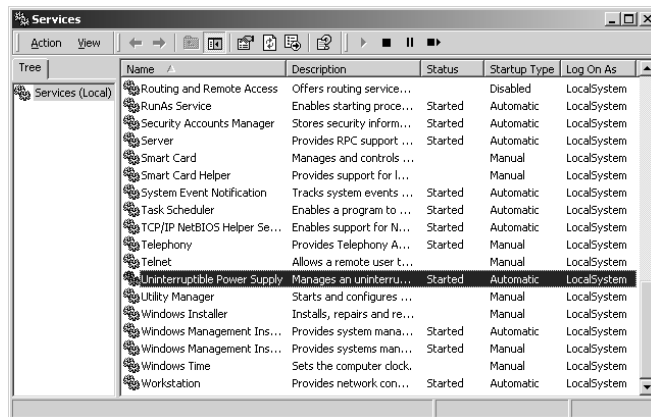 Services
Action View
Tree
Services (Local)
Name Description Status Startup Type Log On As
Routing and Remote Access Offers routing service... Disabled LocalSystem
RunAs Service Enables starting proce... Started Automatic LocalSystem
Security Accounts Manager Stores security inform... Started Automatic LocalSystem
Server Provides RPC support ... Started Automatic LocalSystem
Smart Card Manages and controls ... Manual LocalSystem
Smart Card Helper Provides support for l... Manual LocalSystem
System Event Notification Tracks system events ... Started Automatic LocalSystem
Task Scheduler Enables a program to ... Started Automatic LocalSystem
TCP/IP NetBIOS Helper Se... Enables support for N... Started Automatic LocalSystem
Telephony Provides Telephony A... Started Manual LocalSystem
Telnet Allows a remote user t... Manual LocalSystem
Uninterruptible Power Supply Manages an uninterru... Started Automatic LocalSystem
Utility Manager Starts and configures ... Manual LocalSystem
Windows Installer Installs, repairs and re... Manual LocalSystem
Windows Management Ins... Provides system mana... Started Automatic LocalSystem
Windows Management Ins... Provides systems man... Started Manual LocalSystem
Windows Time Sets the computer clock. Manual LocalSystem
Workstation Provides network con... Started Automatic LocalSystem